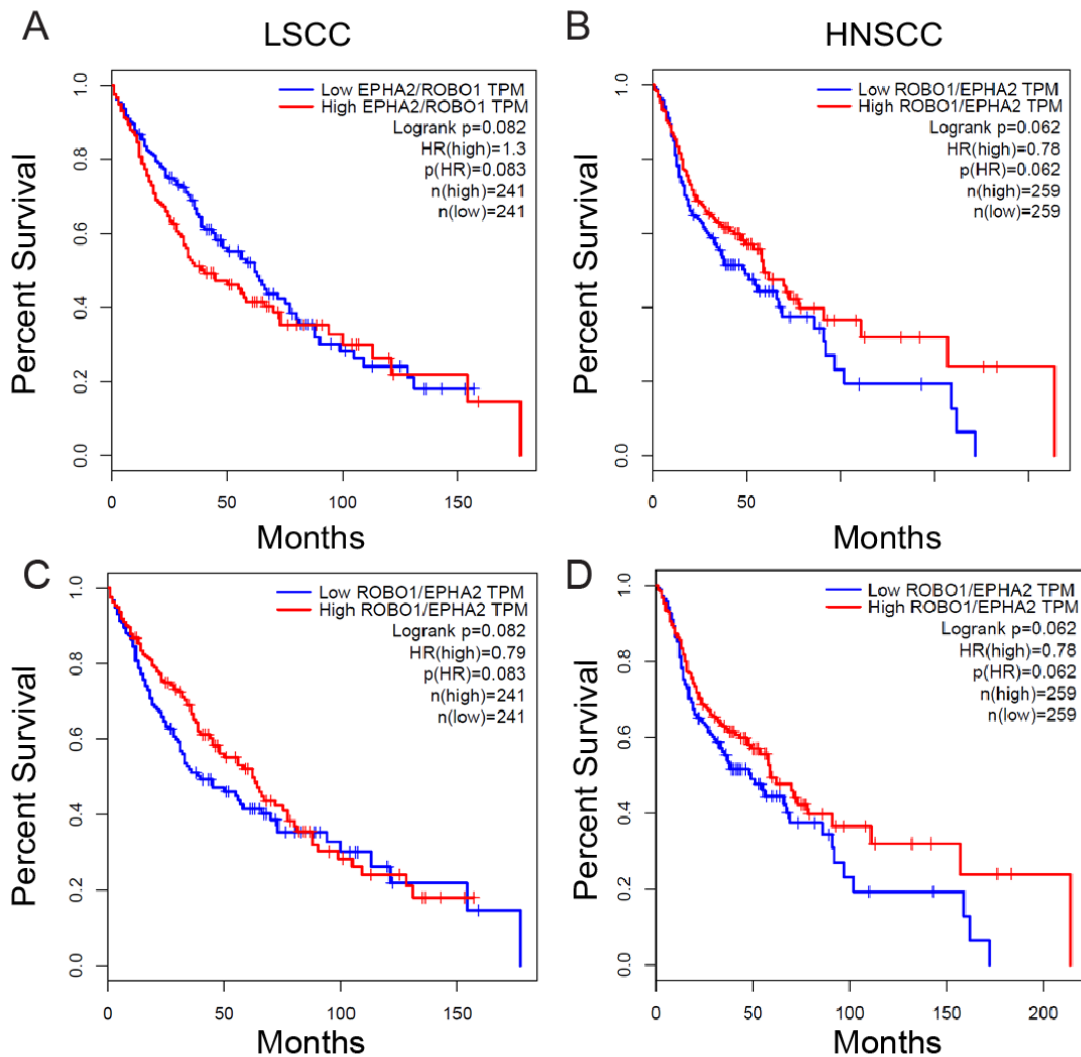 A
LSCC
Low EPHA2/ROBO1 TPM
High EPHA2/ROBO1 TPM
Logrank p=0.082
HR(high)=1.3
p(HR)=0.083
n(high)=241
n(low)=241
Percent Survival
1.0
0.8
0.6
0.4
0.2
0.0
0 50 100 150
Months
B
HNSCC
Low ROBO1/EPHA2 TPM
High ROBO1/EPHA2 TPM
Logrank p=0.062
HR(high)=0.78
p(HR)=0.062
n(high)=259
n(low)=259
Percent Survival
1.0
0.8
0.6
0.4
0.2
0.0
0 50
Months
C
Low ROBO1/EPHA2 TPM
High ROBO1/EPHA2 TPM
Logrank p=0.082
HR(high)=0.79
p(HR)=0.083
n(high)=241
n(low)=241
Percent Survival
1.0
0.8
0.6
0.4
0.2
0.0
0 50 100 150
Months
D
Low ROBO1/EPHA2 TPM
High ROBO1/EPHA2 TPM
Logrank p=0.062
HR(high)=0.78
p(HR)=0.062
n(high)=259
n(low)=259
Percent Survival
1.0
0.8
0.6
0.4
0.2
0.0
0 50 100 150 200
Months